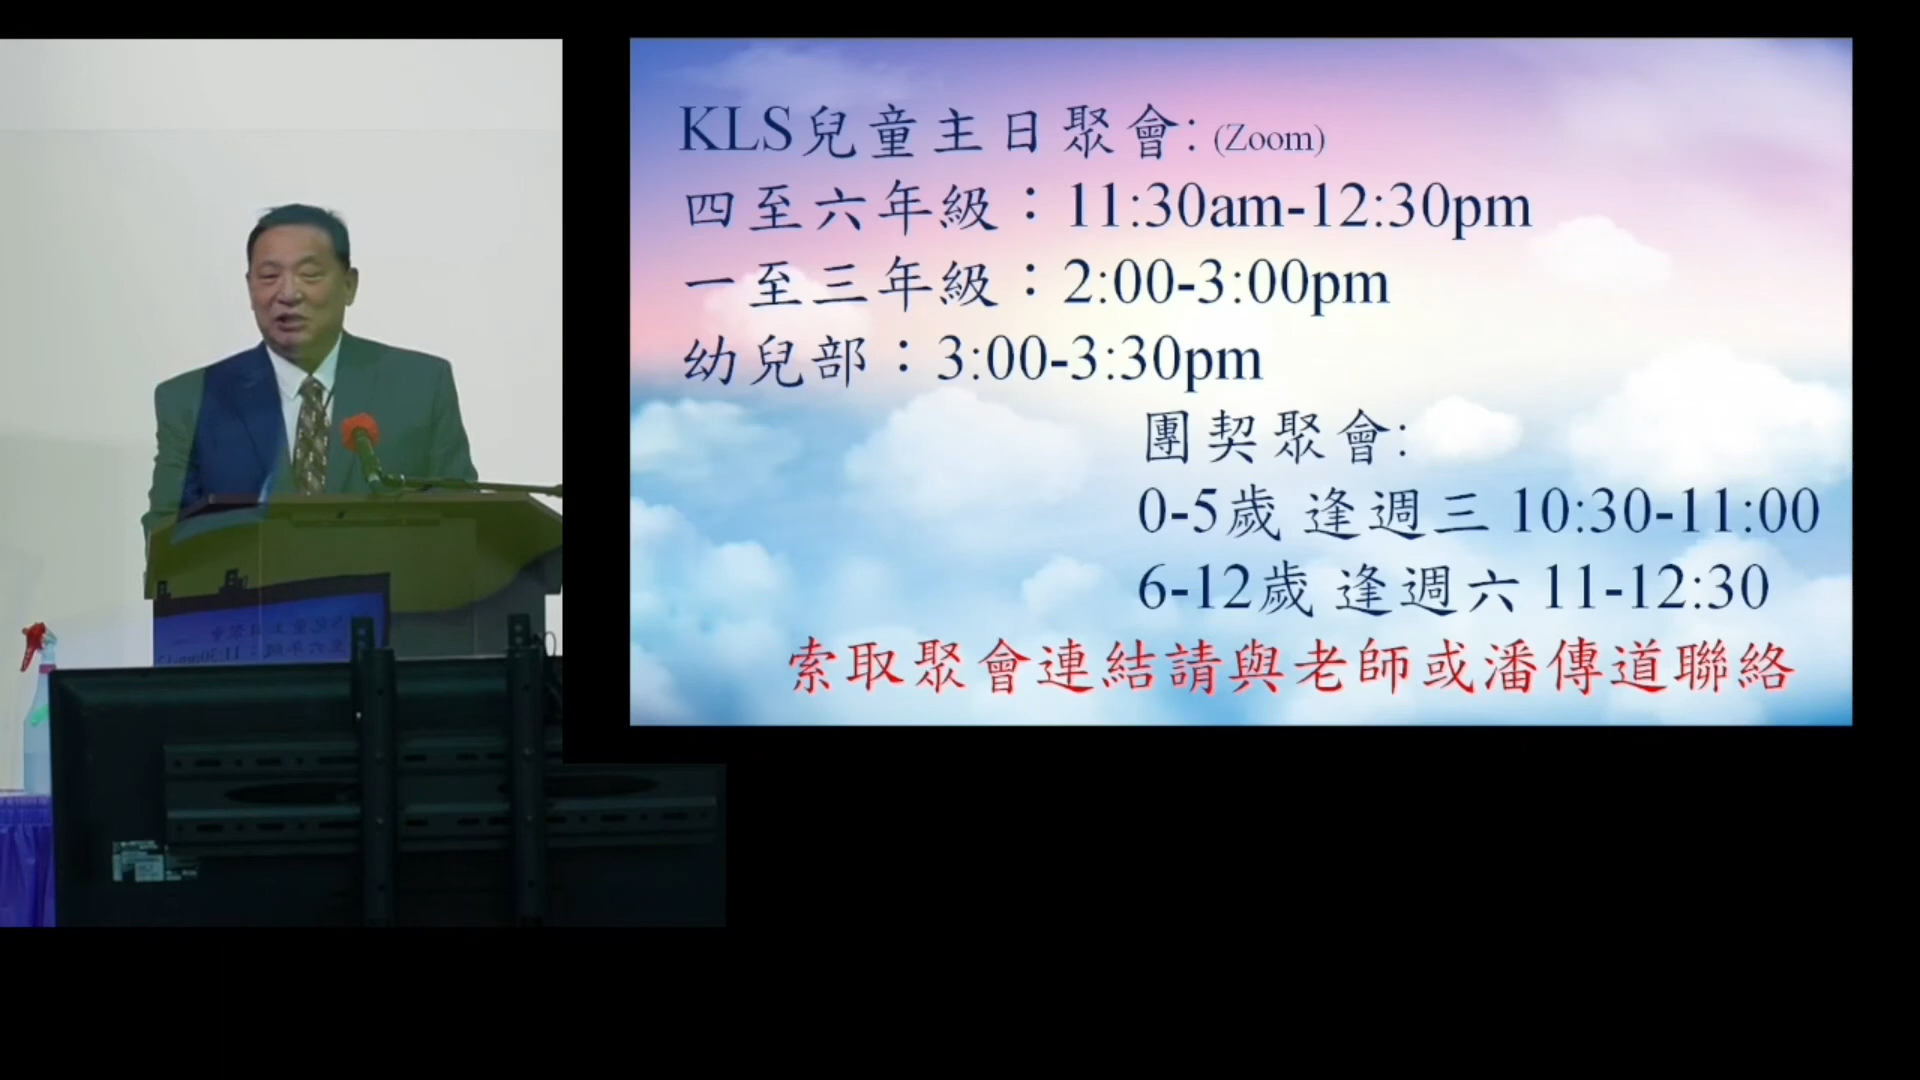 KLS兒童主日聚會: (Zoom)
四至六年級：11:30am-12:30pm
一至三年級：2:00-3:00pm
幼兒部：3:00-3:30pm
團契聚會:
0-5歲 逢週三 10:30-11:00
6-12歲 逢週六 11-12:30
索取聚會連結請與老師或潘傳道聯絡